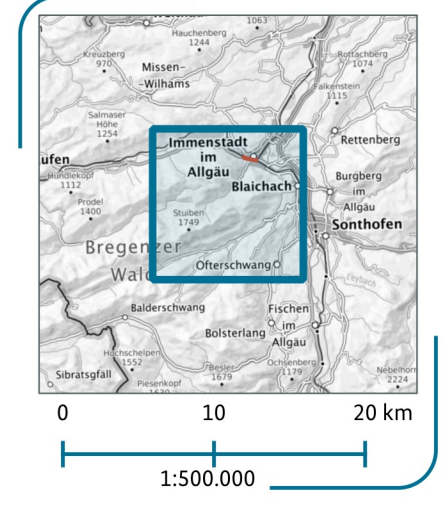 1063
Hauchenberg
1244
Kreuzberg
970
Missen-
-Wilhams
Rottachberg
1074
Falkenstein
1115
Salmaser
Höhe
1254
Immenstadt
im
Allgäu
Rettenberg
ufen
Hündlekopf
1112
Blaichach
Burgberg
im
Allgäu
Prodel
1400
Stuiben
1749
Sonthofen
Bregenzer
Wald
Ofterschwang
Leybach
Balderschwang
Fischen
im
Allgäu
Bolsterlang
Hochschelpen
1552
Besler
1679
Ochsenberg
1179
Nebelhorn
2224
Sibratsgfäll
Piesenkopf
1630
0 10 20 km
1:500.000